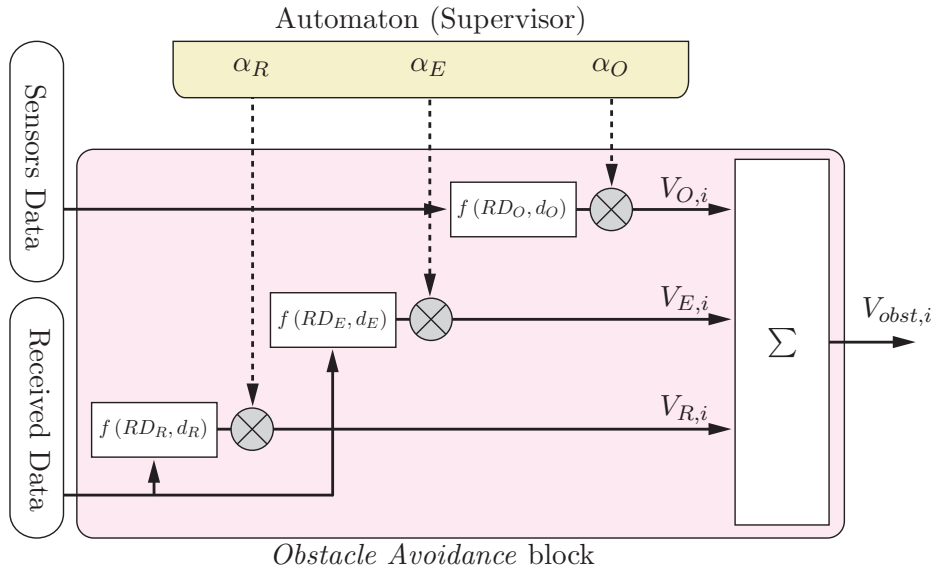 Automaton (Supervisor)
α_R
α_E
α_O
Sensors Data
Received Data
f (RD_O, d_O)
V_{O,i}
f (RD_E, d_E)
V_{E,i}
f (RD_R, d_R)
V_{R,i}
Σ
V_{obst,i}
Obstacle Avoidance block